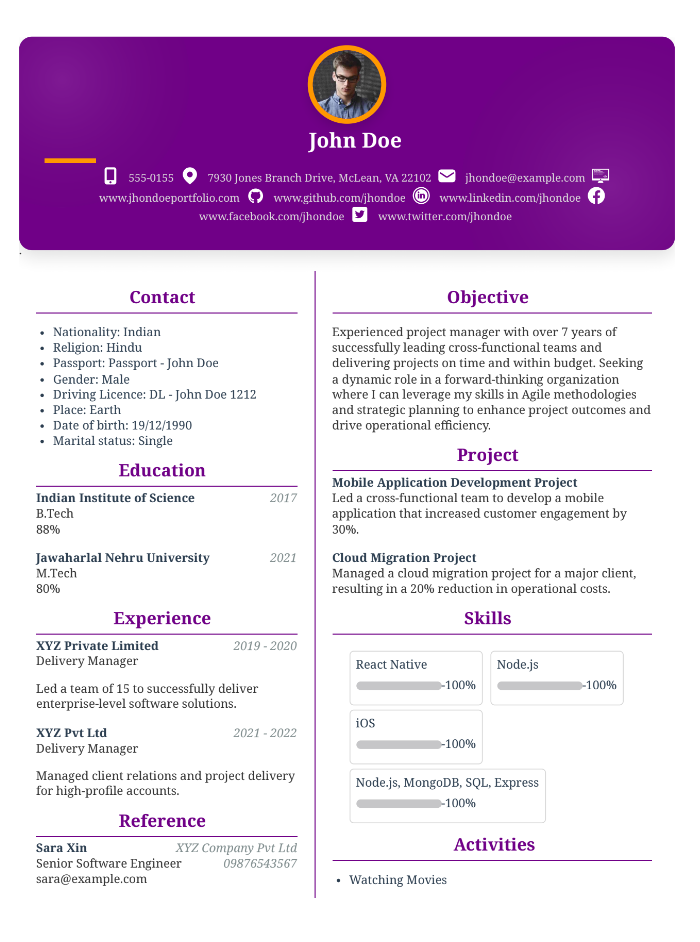 John Doe
555-0155 7930 Jones Branch Drive, McLean, VA 22102 jhondoe@example.com
www.jhondoeportfolio.com www.github.com/jhondoe www.linkedin.com/jhondoe
www.facebook.com/jhondoe www.twitter.com/jhondoe
Contact
• Nationality: Indian
• Religion: Hindu
• Passport: Passport - John Doe
• Gender: Male
• Driving Licence: DL - John Doe 1212
• Place: Earth
• Date of birth: 19/12/1990
• Marital status: Single
Education
Indian Institute of Science 2017
B.Tech
88%
Jawaharlal Nehru University 2021
M.Tech
80%
Experience
XYZ Private Limited 2019 - 2020
Delivery Manager
Led a team of 15 to successfully deliver
enterprise-level software solutions.
XYZ Pvt Ltd 2021 - 2022
Delivery Manager
Managed client relations and project delivery
for high-profile accounts.
Reference
Sara Xin XYZ Company Pvt Ltd
Senior Software Engineer 09876543567
sara@example.com
Objective
Experienced project manager with over 7 years of
successfully leading cross-functional teams and
delivering projects on time and within budget. Seeking
a dynamic role in a forward-thinking organization
where I can leverage my skills in Agile methodologies
and strategic planning to enhance project outcomes and
drive operational efficiency.
Project
Mobile Application Development Project
Led a cross-functional team to develop a mobile
application that increased customer engagement by
30%.
Cloud Migration Project
Managed a cloud migration project for a major client,
resulting in a 20% reduction in operational costs.
Skills
React Native
-100%
Node.js
-100%
iOS
-100%
Node.js, MongoDB, SQL, Express
-100%
Activities
• Watching Movies